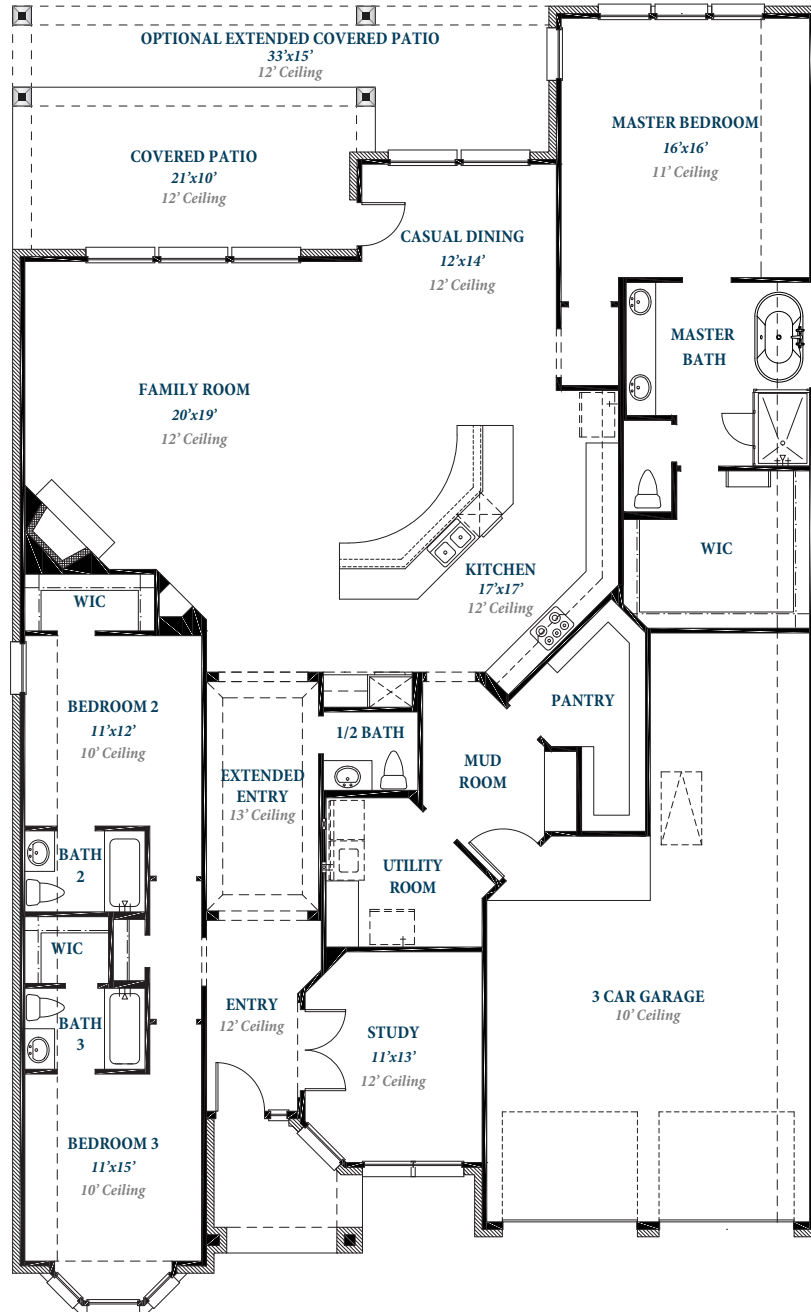 OPTIONAL EXTENDED COVERED PATIO
33'x15'
12' Ceiling
COVERED PATIO
21'x10'
12' Ceiling
MASTER BEDROOM
16'x16'
11' Ceiling
CASUAL DINING
12'x14'
12' Ceiling
FAMILY ROOM
20'x19'
12' Ceiling
MASTER
BATH
WIC
KITCHEN
17'x17'
12' Ceiling
WIC
BEDROOM 2
11'x12'
10' Ceiling
EXTENDED
ENTRY
13' Ceiling
1/2 BATH
MUD
ROOM
PANTRY
BATH
2
UTILITY
ROOM
WIC
BATH
3
ENTRY
12' Ceiling
STUDY
11'x13'
12' Ceiling
3 CAR GARAGE
10' Ceiling
BEDROOM 3
11'x15'
10' Ceiling